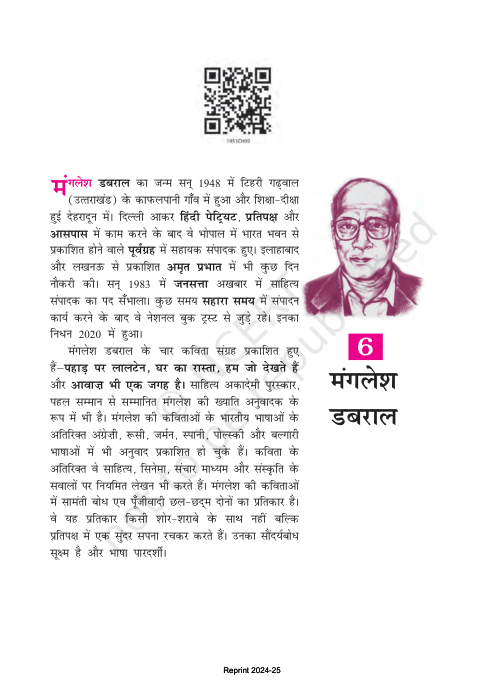 मंगलेश डबराल का जन्म सन् 1948 में टिहरी गढ़वाल
(उत्तराखंड) के काफलपानी गाँव में हुआ और शिक्षा-दीक्षा
हुई देहरादून में। दिल्ली आकर हिंदी पेट्रियट, प्रतिपक्ष और
आसपास में काम करने के बाद वे भोपाल में भारत भवन से
प्रकाशित होने वाले पूर्वग्रह में सहायक संपादक हुए। इलाहाबाद
और लखनऊ से प्रकाशित अमृत प्रभात में भी कुछ दिन
नौकरी की। सन् 1983 में जनसत्ता अखबार में साहित्य
संपादक का पद सँभाला। कुछ समय सहारा समय में संपादन
कार्य करने के बाद वे नेशनल बुक ट्रस्ट से जुड़े रहे। इनका
निधन 2020 में हुआ।
मंगलेश डबराल के चार कविता संग्रह प्रकाशित हुए
हैं–पहाड़ पर लालटेन, घर का रास्ता, हम जो देखते हैं
और आवाज़ भी एक जगह है। साहित्य अकादेमी पुरस्कार,
पहल सम्मान से सम्मानित मंगलेश की ख्याति अनुवादक के
रूप में भी है। मंगलेश की कविताओं के भारतीय भाषाओं के
अतिरिक्त अंग्रेज़ी, रूसी, जर्मन, स्पानी, पोल्स्की और बल्गारी
भाषाओं में भी अनुवाद प्रकाशित हो चुके हैं। कविता के
अतिरिक्त वे साहित्य, सिनेमा, संचार माध्यम और संस्कृति के
सवालों पर नियमित लेखन भी करते हैं। मंगलेश की कविताओं
में सामंती बोध एव पूँजीवादी छल-छद्म दोनों का प्रतिकार है।
वे यह प्रतिकार किसी शोर-शराबे के साथ नहीं बल्कि
प्रतिपक्ष में एक सुंदर सपना रचकर करते हैं। उनका सौंदर्यबोध
सूक्ष्म है और भाषा पारदर्शी।
6
मंगलेश
डबराल
Reprint 2024-25